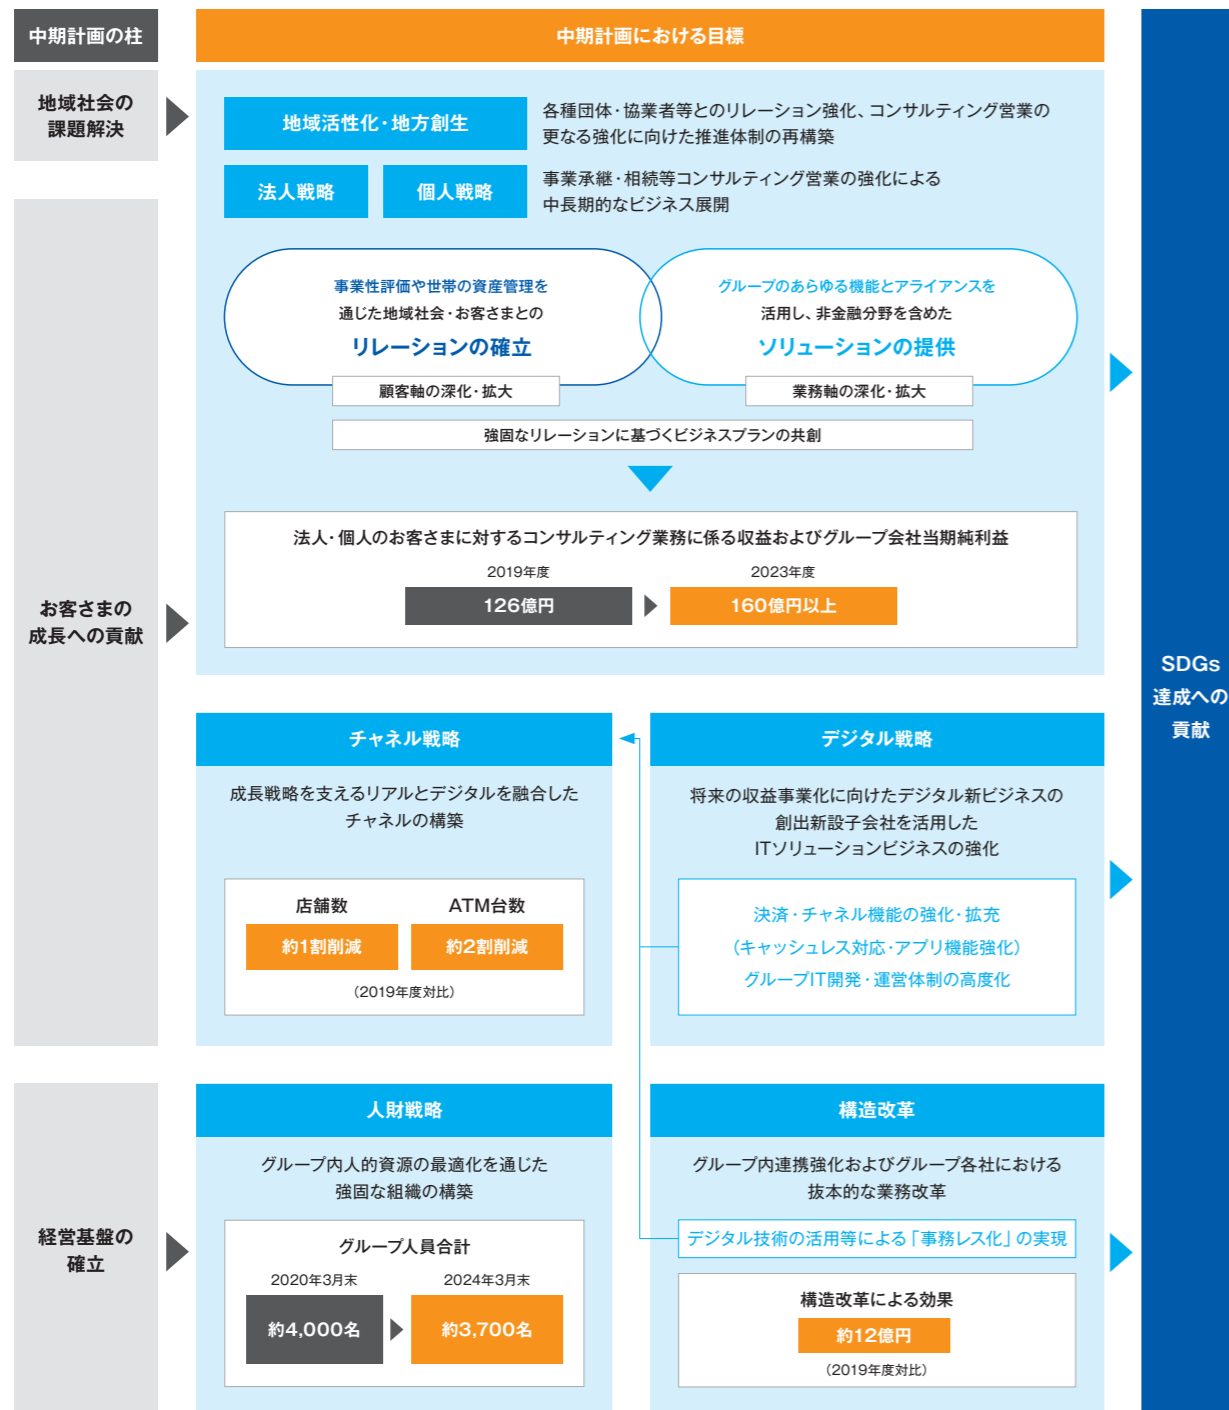 中期計画の柱
中期計画における目標
地域社会の
課題解決
地域活性化・地方創生
各種団体・協業者等とのリレーション強化、コンサルティング営業の
更なる強化に向けた推進体制の再構築
法人戦略
個人戦略
事業承継・相続等コンサルティング営業の強化による
中長期的なビジネス展開
事業性評価や世帯の資産管理を
通じた地域社会・お客さまとの
リレーションの確立
グループのあらゆる機能とアライアンスを
活用し、非金融分野を含めた
ソリューションの提供
顧客軸の深化・拡大
業務軸の深化・拡大
強固なリレーションに基づくビジネスプランの共創
法人・個人のお客さまに対するコンサルティング業務に係る収益およびグループ会社当期純利益
2019年度
2023年度
126億円
160億円以上
お客さまの
成長への貢献
チャネル戦略
成長戦略を支えるリアルとデジタルを融合した
チャネルの構築
店舗数
ATM台数
約1割削減
約2割削減
（2019年度対比）
デジタル戦略
将来の収益事業化に向けたデジタル新ビジネスの
創出新設子会社を活用した
ITソリューションビジネスの強化
決済・チャネル機能の強化・拡充
（キャッシュレス対応・アプリ機能強化）
グループIT開発・運営体制の高度化
経営基盤の
確立
人財戦略
グループ内人的資源の最適化を通じた
強固な組織の構築
グループ人員合計
2020年3月末
2024年3月末
約4,000名
約3,700名
構造改革
グループ内連携強化およびグループ各社における
抜本的な業務改革
デジタル技術の活用等による「事務レス化」の実現
構造改革による効果
約12億円
（2019年度対比）
SDGs
達成への
貢献